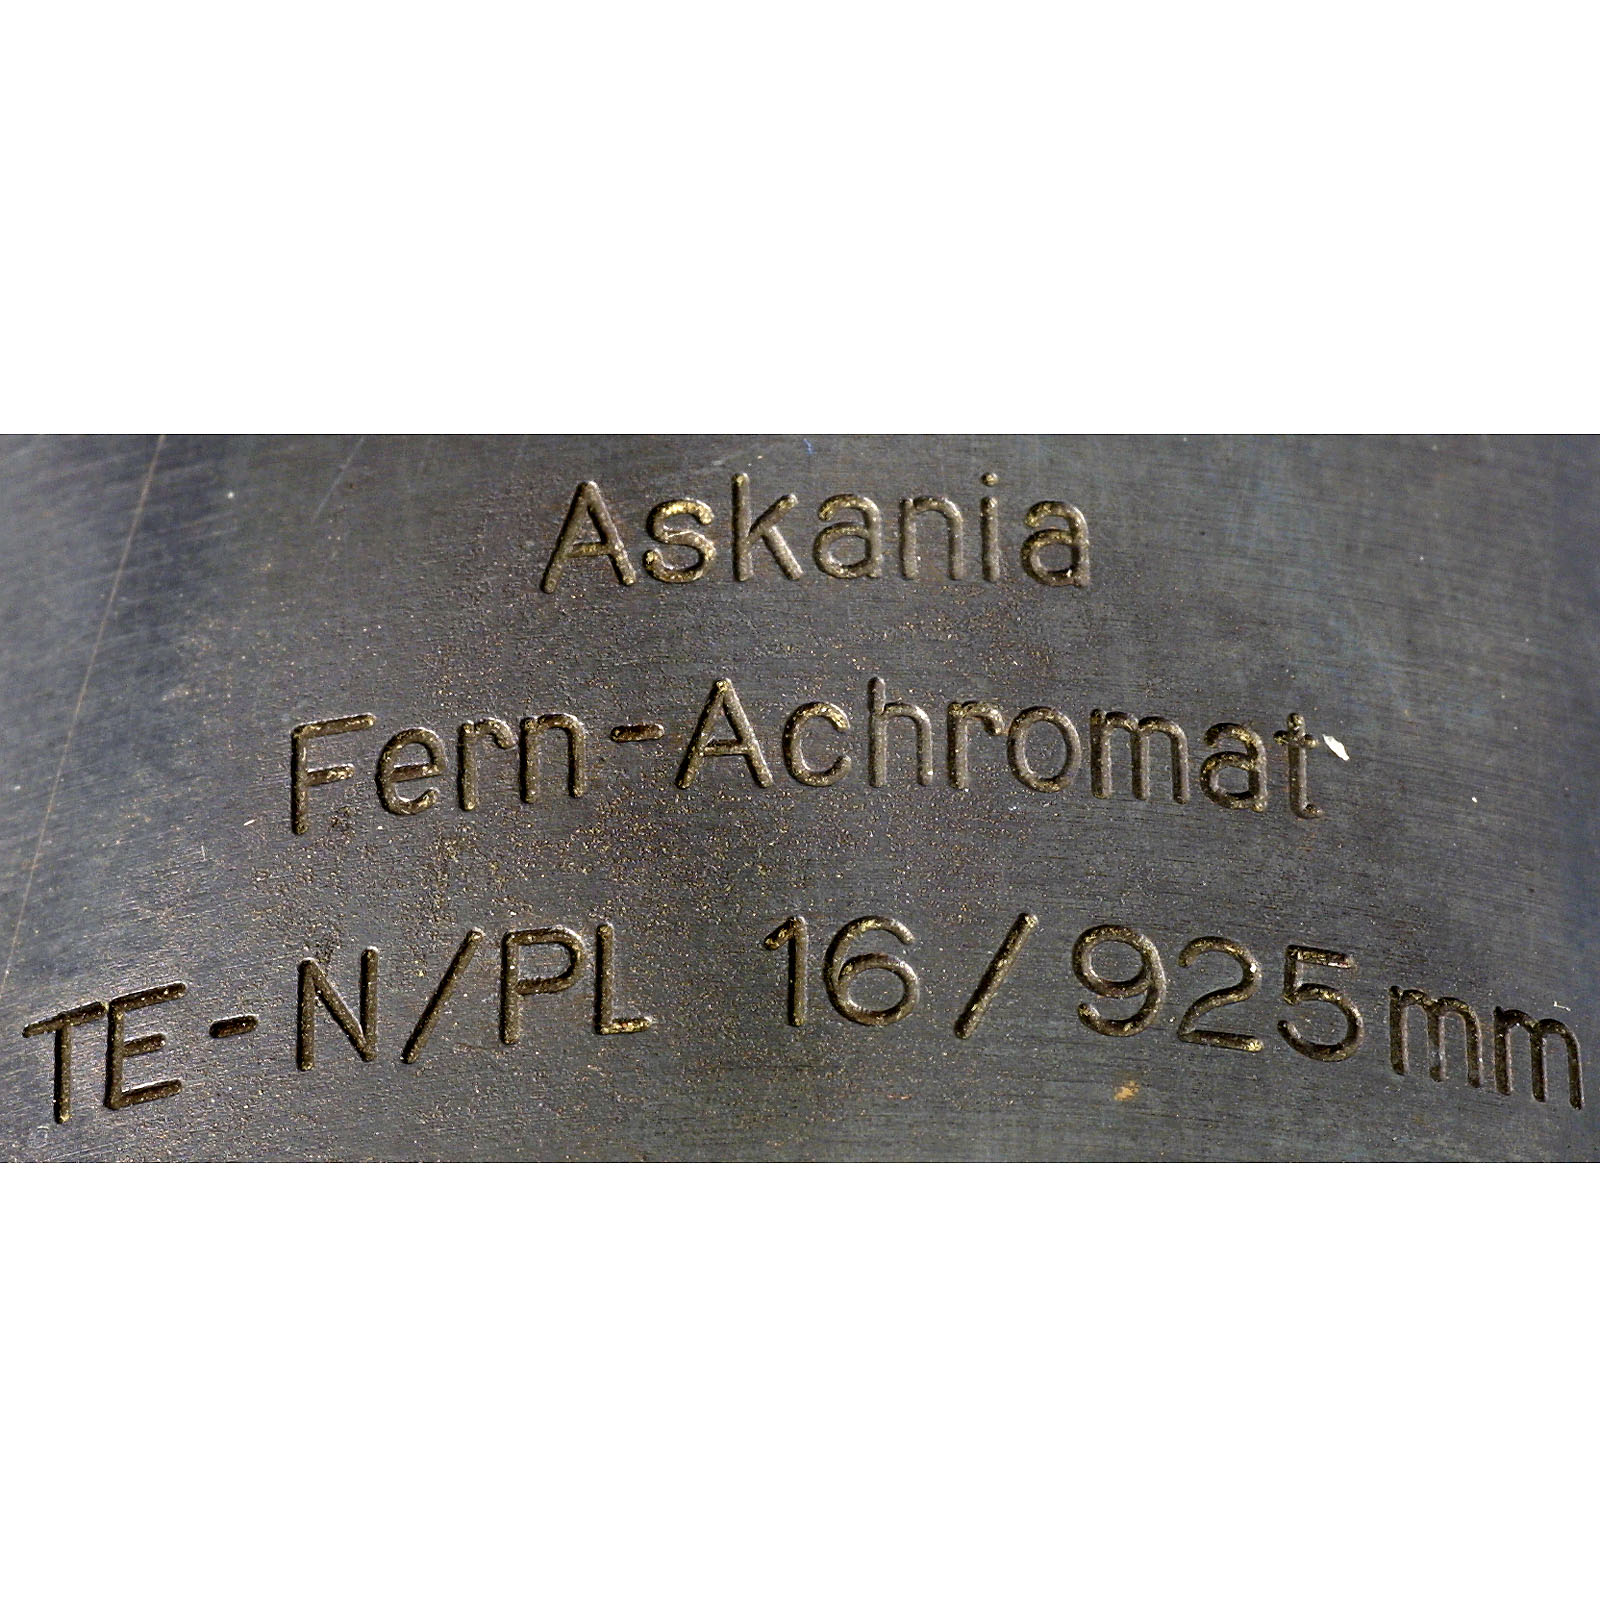 Askania
Fern-Achromat
TE-N/PL 16/925mm